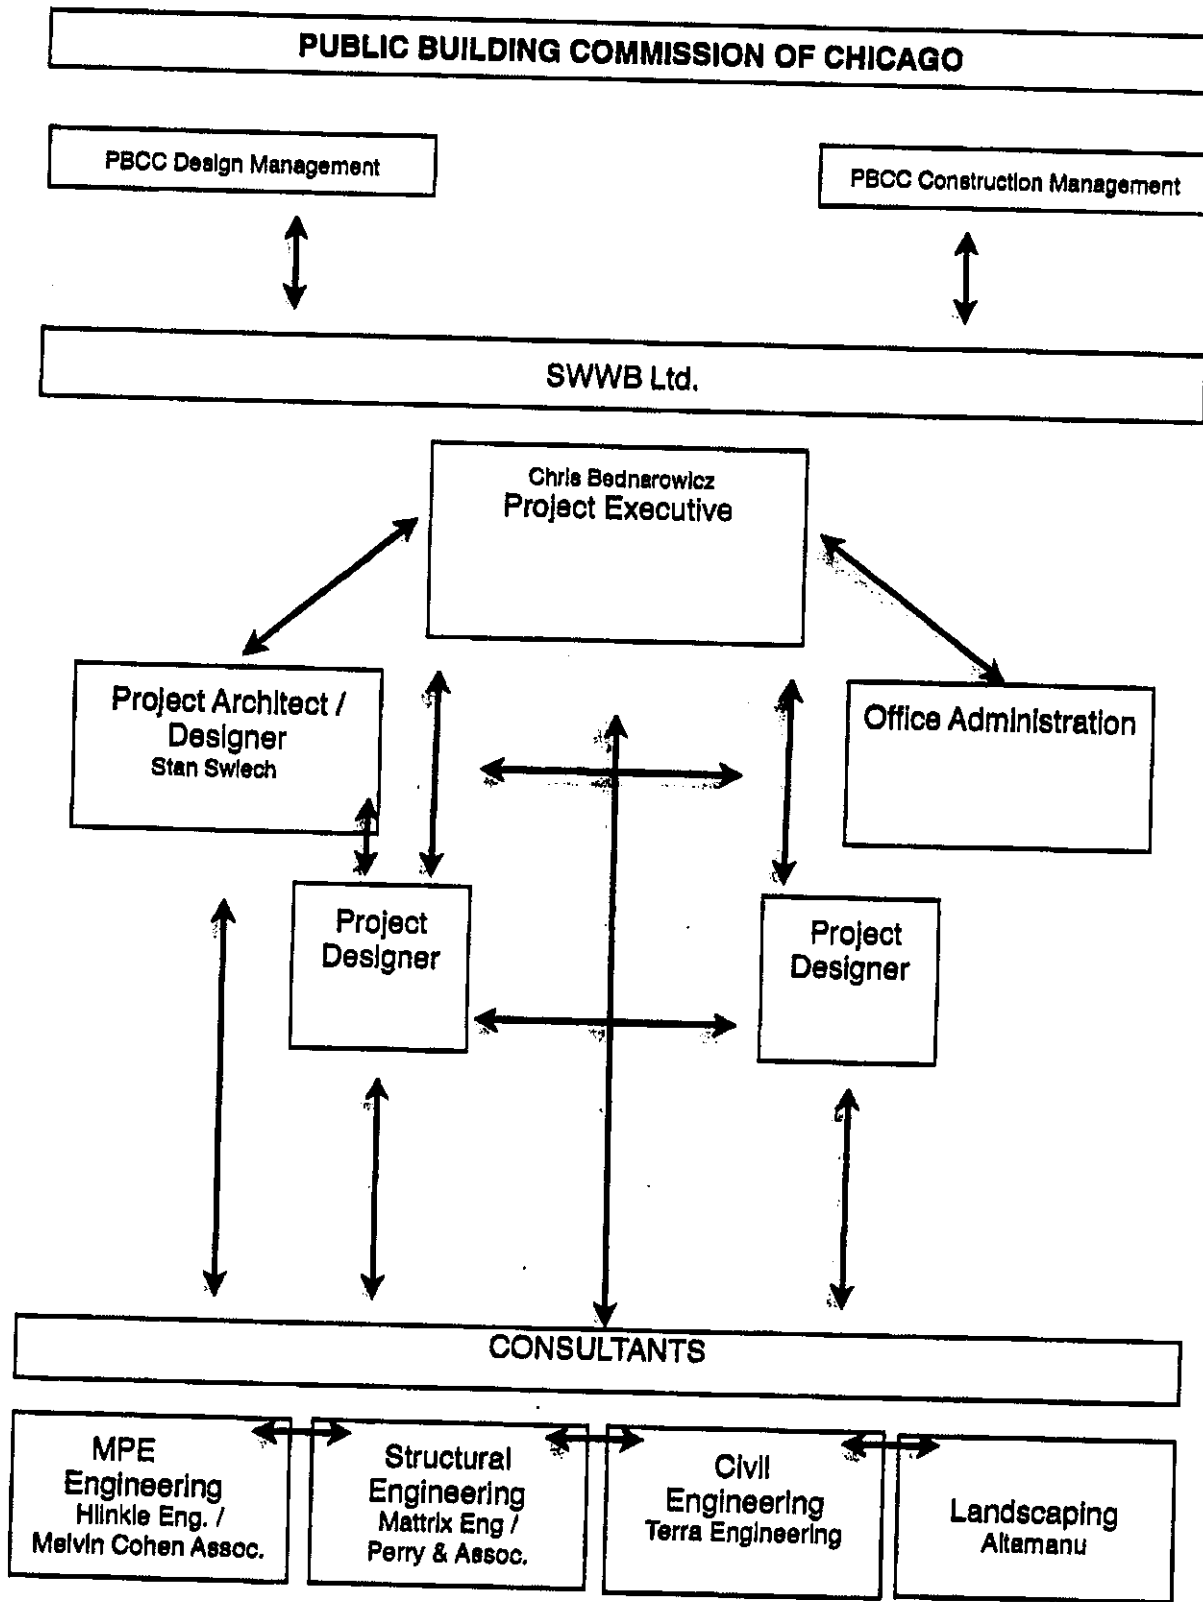 PUBLIC BUILDING COMMISSION OF CHICAGO
PBCC Design Management
PBCC Construction Management
SWWB Ltd.
Chris Bednarowicz
Project Executive
Project Architect /
Designer
Stan Swiech
Office Administration
Project
Designer
Project
Designer
CONSULTANTS
MPE
Engineering
Hlinkie Eng. /
Melvin Cohen Assoc.
Structural
Engineering
Mattrix Eng /
Perry & Assoc.
Civil
Engineering
Terra Engineering
Landscaping
Altamanu